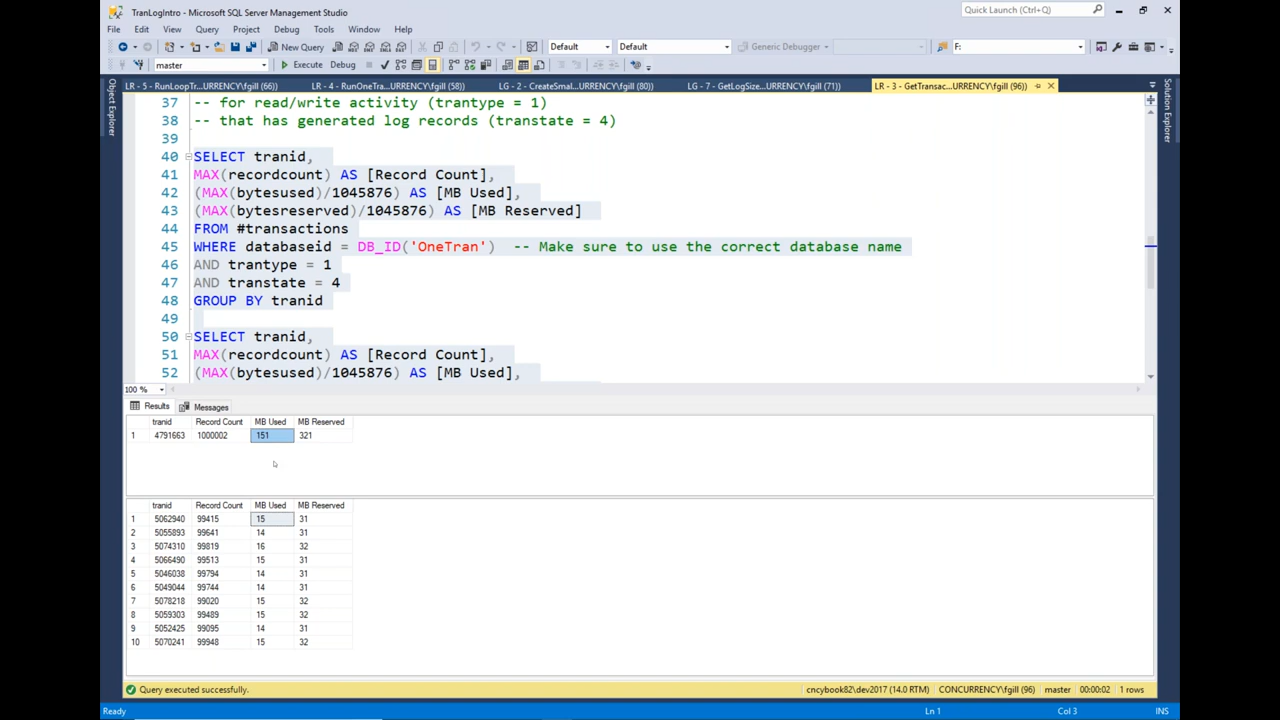 TranLogIntro - Microsoft SQL Server Management Studio
Quick Launch (Ctrl+Q)
File Edit View Query Project Debug Tools Window Help
New Query Default Default Generic Debugger F:
master Execute Debug
LR - 5 - RunLoopTr...URRENCY\fgill (66)) LR - 4 - RunOneTra...URRENCY\fgill (58)) LG - 2 - CreateSmal...URRENCY\fgill (80)) LG - 7 - GetLogSize...URRENCY\fgill (71)) LR - 3 - GetTransac...URRENCY\fgill (96))
Object Explorer
Solution Explorer
37 -- for read/write activity (trantype = 1)
38 -- that has generated log records (transtate = 4)
39
40 SELECT tranid,
41 MAX(recordcount) AS [Record Count],
42 (MAX(bytesused)/1045876) AS [MB Used],
43 (MAX(bytesreserved)/1045876) AS [MB Reserved]
44 FROM #transactions
45 WHERE databaseid = DB_ID('OneTran') -- Make sure to use the correct database name
46 AND trantype = 1
47 AND transtate = 4
48 GROUP BY tranid
49
50 SELECT tranid,
51 MAX(recordcount) AS [Record Count],
52 (MAX(bytesused)/1045876) AS [MB Used],
100 %
Results Messages
tranid Record Count MB Used MB Reserved
1 4791663 1000002 151 321
tranid Record Count MB Used MB Reserved
1 5062940 99415 15 31
2 5055893 99641 14 31
3 5074310 99819 16 32
4 5066490 99513 15 31
5 5046038 99794 14 31
6 5049044 99744 14 31
7 5078218 99020 15 32
8 5059303 99489 15 32
9 5052425 99095 14 31
10 5070241 99948 15 32
Query executed successfully. cncybook82\dev2017 (14.0 RTM) CONCURRENCY\fgill (96) master 00:00:02 1 rows
Ready Ln 1 Col 3 INS